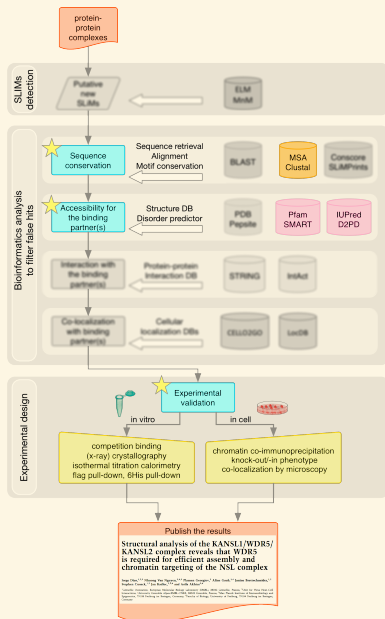 protein-
protein
complexes
SLIMs
detection
Putative
new
SLIMs
ELM
MnM
Bioinformatics analysis
to filter false hits
Sequence
conservation
Sequence retrieval
Alignment
Motif conservation
BLAST
MSA
Clustal
Conscore
SLIMPrints
Accessibility for
the binding
partner(s)
Structure DB
Disorder predictor
PDB
Pepsite
Pfam
SMART
IUPred
D2PD
Interaction with
the binding
partner(s)
Protein-protein
Interaction DB
STRING
IntAct
Co-localization
with binding
partner(s)
Cellular
localization DBs
CELLO2GO
LocDB
Experimental design
Experimental
validation
in vitro
in cell
competition binding
(x-ray) crystallography
isothermal titration calorimetry
flag pull-down, 6His pull-down
chromatin co-immunoprecipitation
knock-out/-in phenotype
co-localization by microscopy
Publish the results
Structural analysis of the KANSL1/WDR5/
KANSL2 complex reveals that WDR5
is required for efficient assembly and
chromatin targeting of the NSL complex